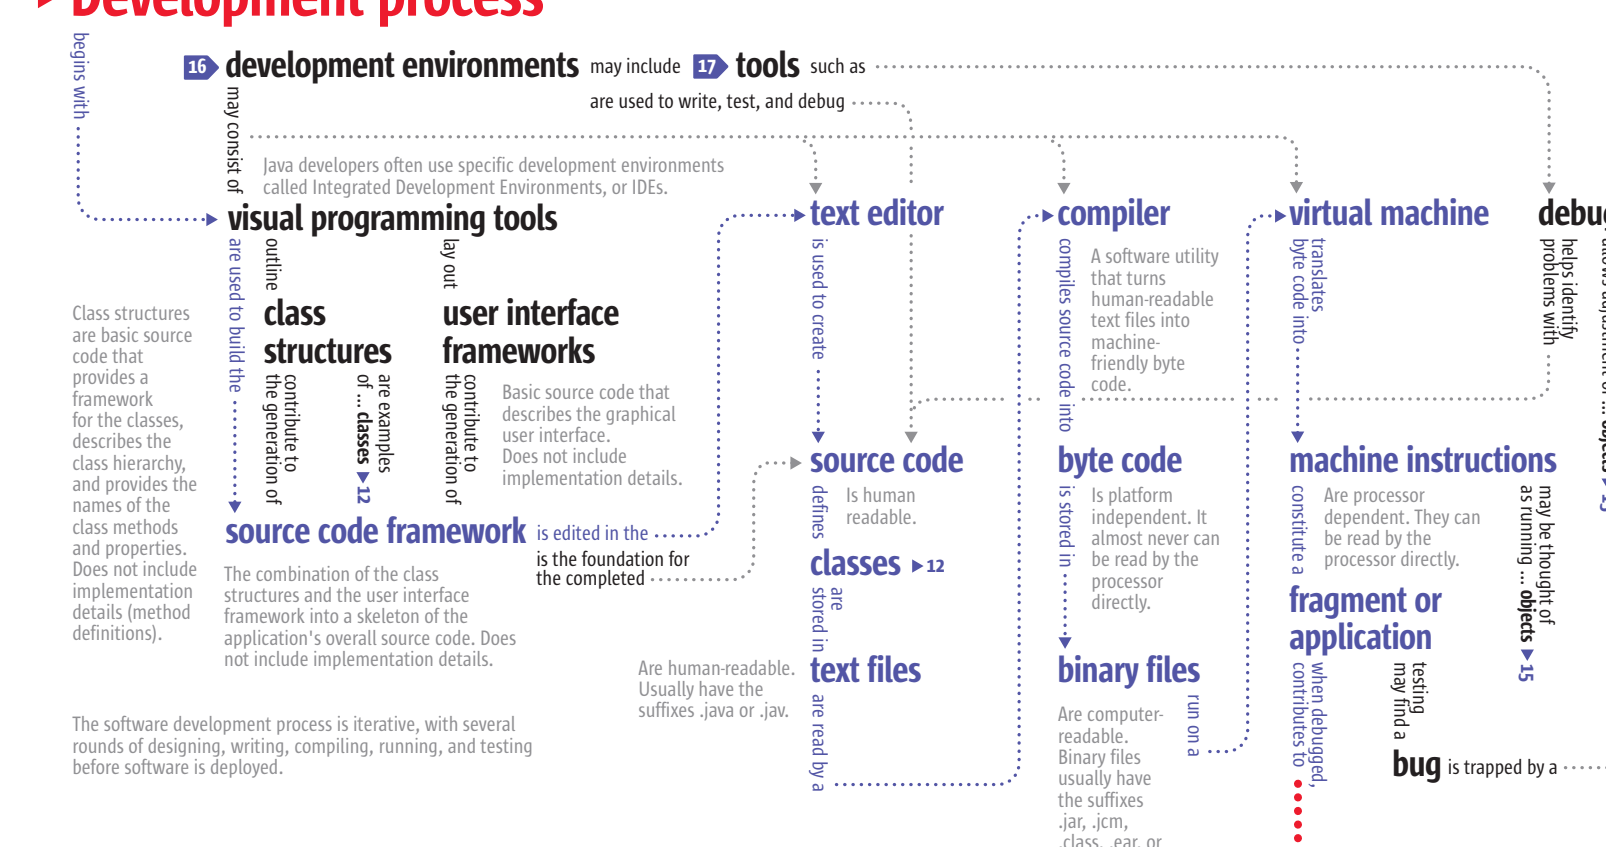 Development process
begins with
16 development environments may include 17 tools such as
are used to write, test, and debug
may consist of
Java developers often use specific development environments
called Integrated Development Environments, or IDEs.
visual programming tools
are used to build the
outline
lay out
class
structures
user interface
frameworks
contribute to
the generation of
are examples
of ... classes 12
contribute to
the generation of
Basic source code that
describes the graphical
user interface.
Does not include
implementation details.
Class structures
are basic source
code that
provides a
framework
for the classes,
describes the
class hierarchy,
and provides the
names of the
class methods
and properties.
Does not include
implementation
details (method
definitions).
source code framework is edited in the
is the foundation for
the completed
The combination of the class
structures and the user interface
framework into a skeleton of the
application's overall source code. Does
not include implementation details.
The software development process is iterative, with several
rounds of designing, writing, compiling, running, and testing
before software is deployed.
text editor
is used to create
source code
defines
Is human
readable.
classes 12
are
stored in
text files
Are human-readable.
Usually have the
suffixes .java or .jav.
are read by a
compiler
compiles source code into
A software utility
that turns
human-readable
text files into
machine-
friendly byte
code.
byte code
is stored in
Is platform
independent. It
almost never can
be read by the
processor
directly.
binary files
run on a
Are computer-
readable.
Binary files
usually have
the suffixes
.jar, .jcm,
.class, .ear, or
virtual machine
translates
byte code into
machine instructions
constitute a
Are processor
dependent. They can
be read by the
processor directly.
may be thought of
as running ... objects 15
fragment or
application
when debugged,
contributes to
testing
may find a
bug is trapped by a
debug
helps identify
problems with